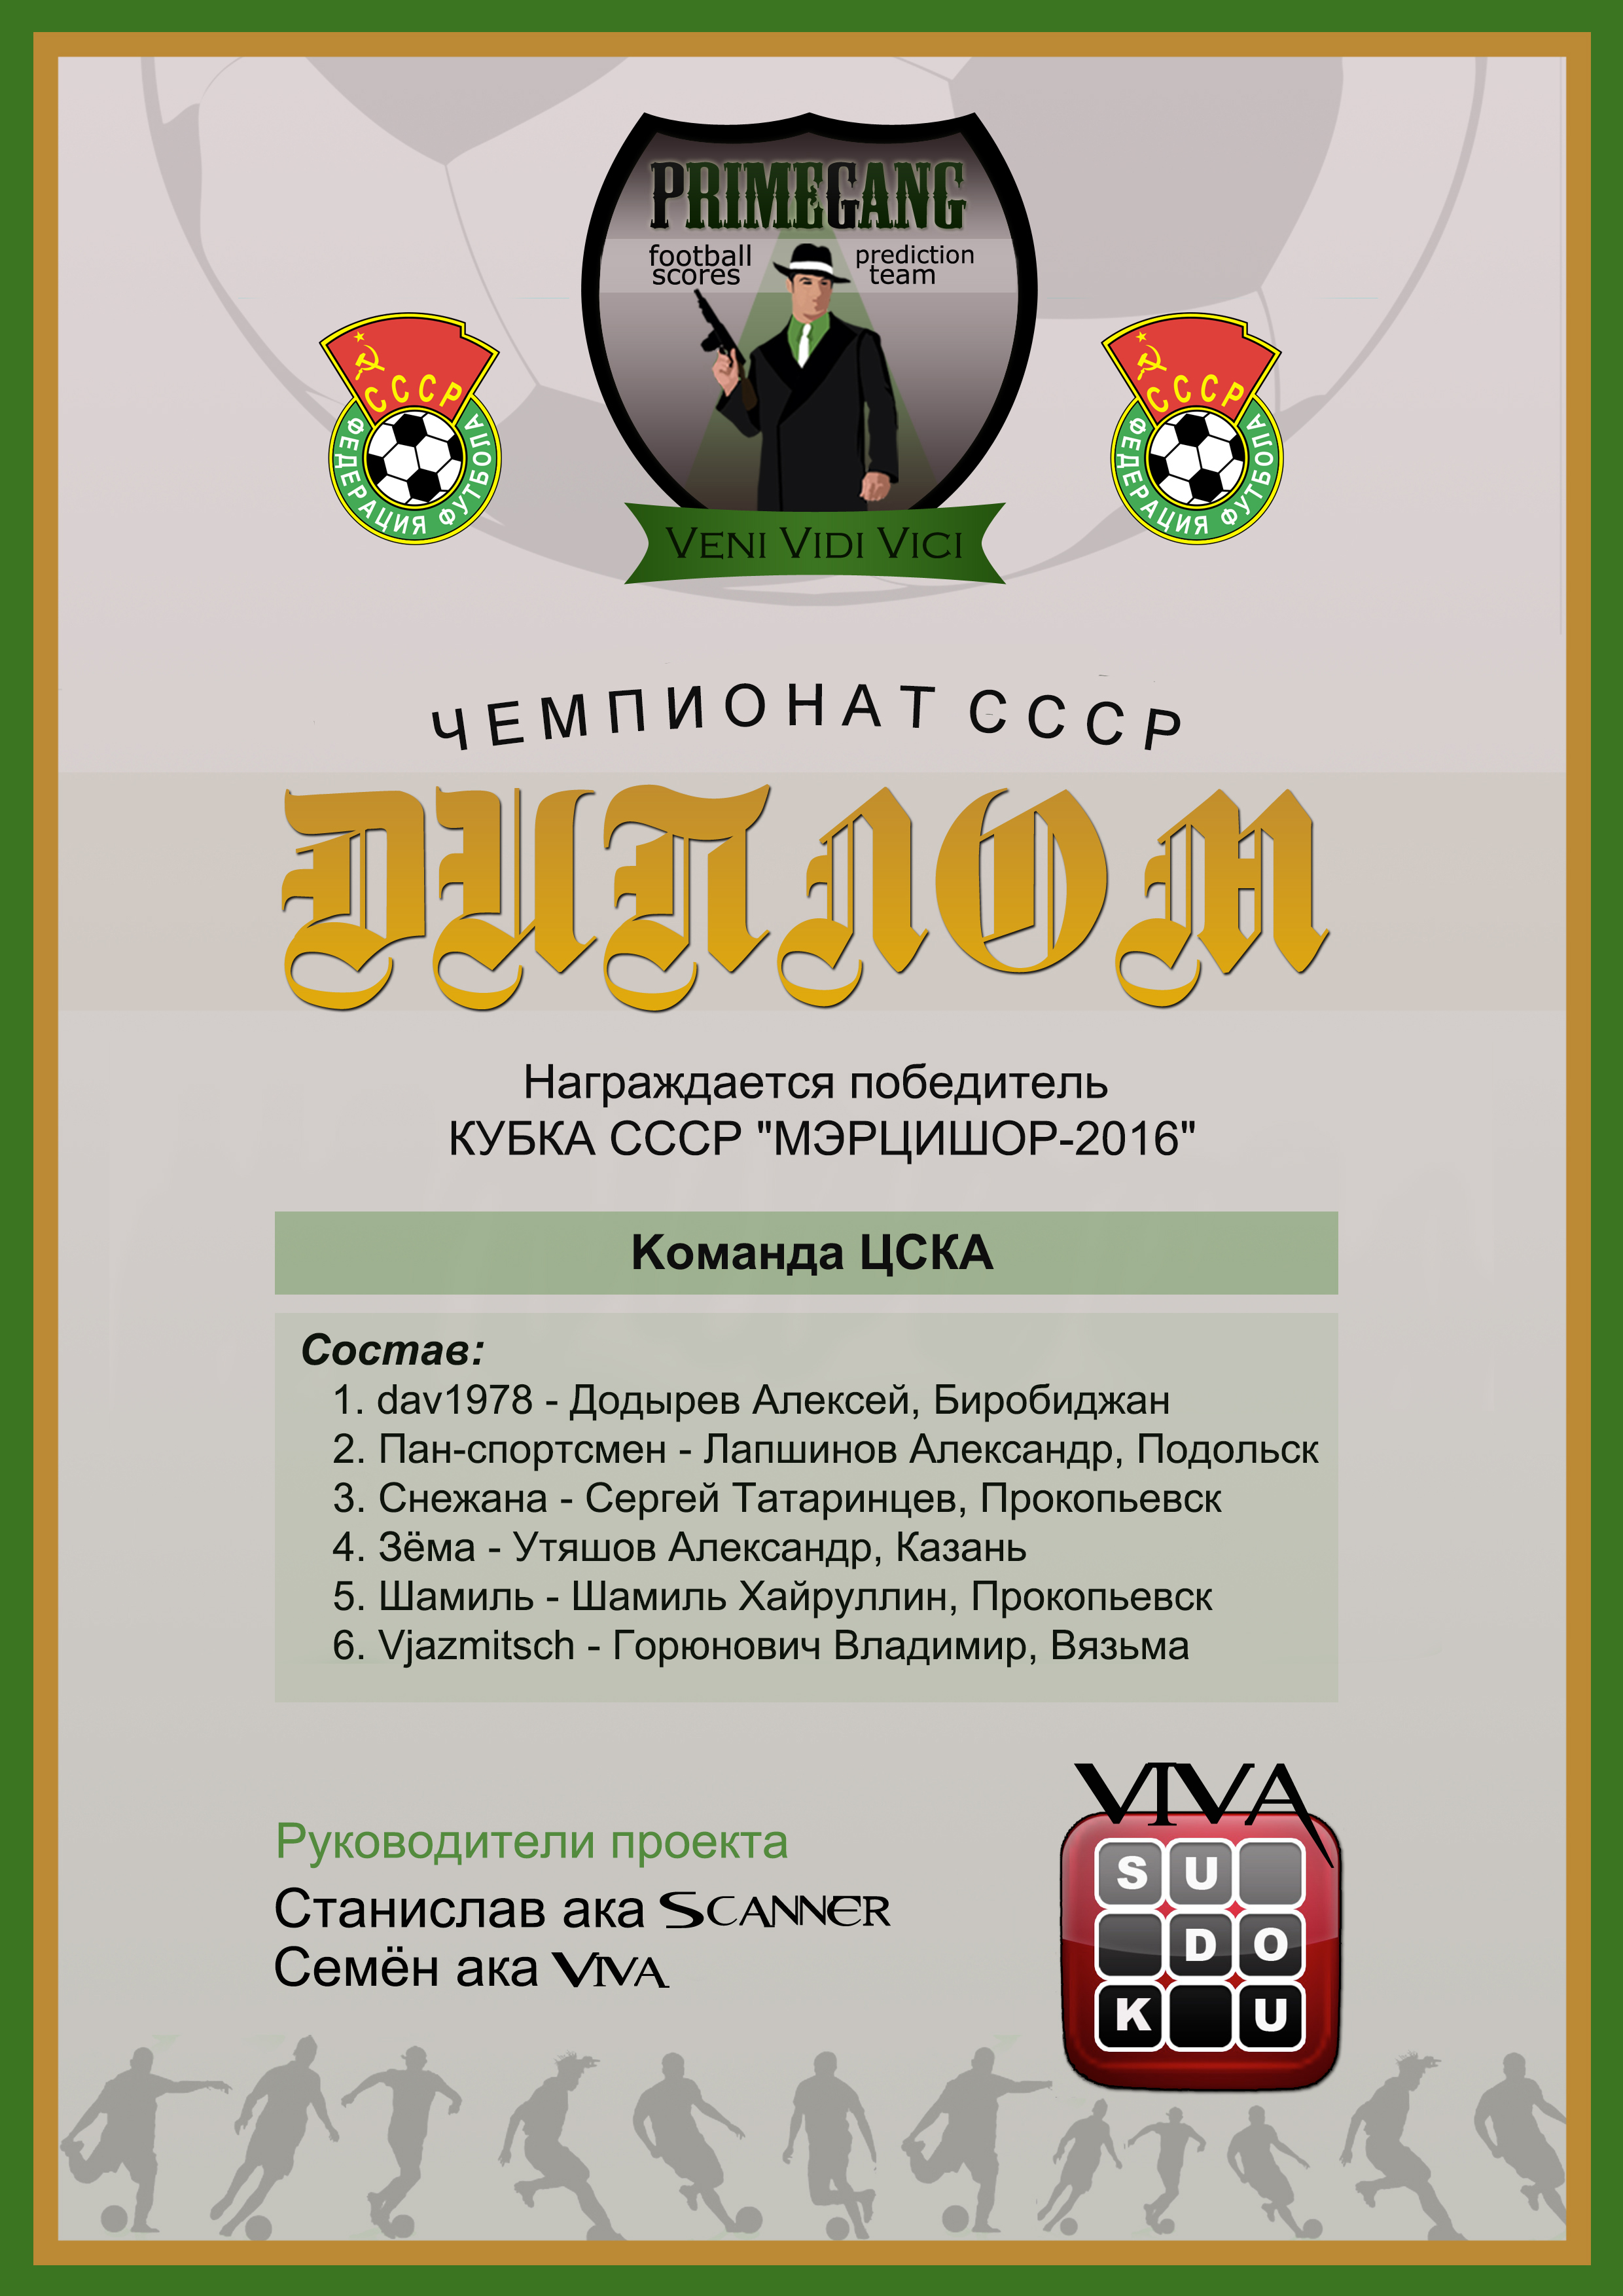 PRIMEGANG
football prediction
scores team
СССР
ФЕДЕРАЦИЯ ФУТБОЛА
СССР
ФЕДЕРАЦИЯ ФУТБОЛА
VENI VIDI VICI
ЧЕМПИОНАТ СССР
ДИПЛОМ
Награждается победитель
КУБКА СССР "МЭРЦИШОР-2016"
Команда ЦСКА
Состав:
1. dav1978 - Додырев Алексей, Биробиджан
2. Пан-спортсмен - Лапшинов Александр, Подольск
3. Снежана - Сергей Татаринцев, Прокопьевск
4. Зёма - Утяшов Александр, Казань
5. Шамиль - Шамиль Хайруллин, Прокопьевск
6. Vjazmitsch - Горюнович Владимир, Вязьма
Руководители проекта
Станислав ака SCANNER
Семён ака VIVA
VIVA
S U
D O
K U